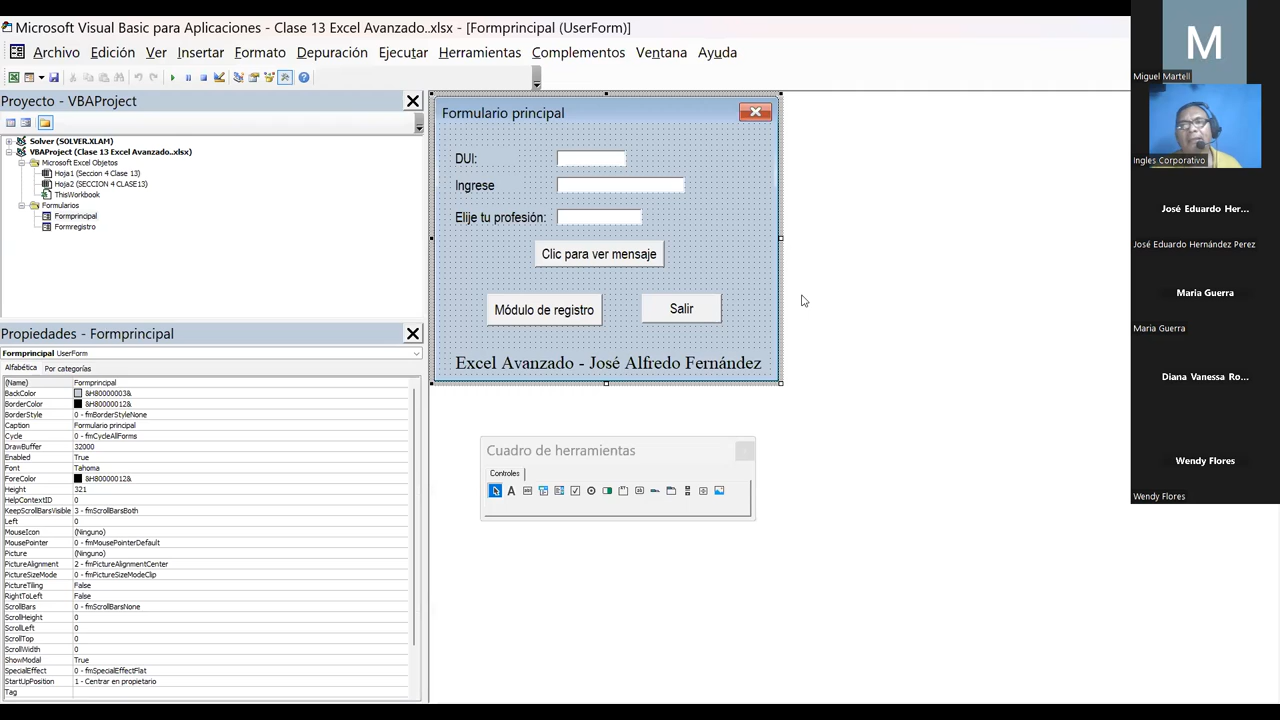 Microsoft Visual Basic para Aplicaciones - Clase 13 Excel Avanzado..xlsx - [Formprincipal (UserForm)]
Archivo Edición Ver Insertar Formato Depuración Ejecutar Herramientas Complementos Ventana Ayuda
Proyecto - VBAProject
Solver (SOLVER.XLAM)
VBAProject (Clase 13 Excel Avanzado..xlsx)
Microsoft Excel Objetos
Hoja1 (Seccion 4 Clase 13)
Hoja2 (SECCION 4 CLASE13)
ThisWorkbook
Formularios
Formprincipal
Formregistro
Propiedades - Formprincipal
Formprincipal UserForm
Alfabética Por categorías
(Name) Formprincipal
BackColor &H80000003&
BorderColor &H80000012&
BorderStyle 0 - fmBorderStyleNone
Caption Formulario principal
Cycle 0 - fmCycleAllForms
DrawBuffer 32000
Enabled True
Font Tahoma
ForeColor &H80000012&
Height 321
HelpContextID 0
KeepScrollBarsVisible 3 - fmScrollBarsBoth
Left 0
MouseIcon (Ninguno)
MousePointer 0 - fmMousePointerDefault
Picture (Ninguno)
PictureAlignment 2 - fmPictureAlignmentCenter
PictureSizeMode 0 - fmPictureSizeModeClip
PictureTiling False
RightToLeft False
ScrollBars 0 - fmScrollBarsNone
ScrollHeight 0
ScrollLeft 0
ScrollTop 0
ScrollWidth 0
ShowModal True
SpecialEffect 0 - fmSpecialEffectFlat
StartUpPosition 1 - Centrar en propietario
Tag
Formulario principal
DUI:
Ingrese
Elije tu profesión:
Clic para ver mensaje
Módulo de registro Salir
Excel Avanzado - José Alfredo Fernández
Cuadro de herramientas
Controles
M
Miguel Martell
Ingles Corporativo
José Eduardo Her...
José Eduardo Hernández Perez
Maria Guerra
Maria Guerra
Diana Vanessa Ro...
Wendy Flores
Wendy Flores